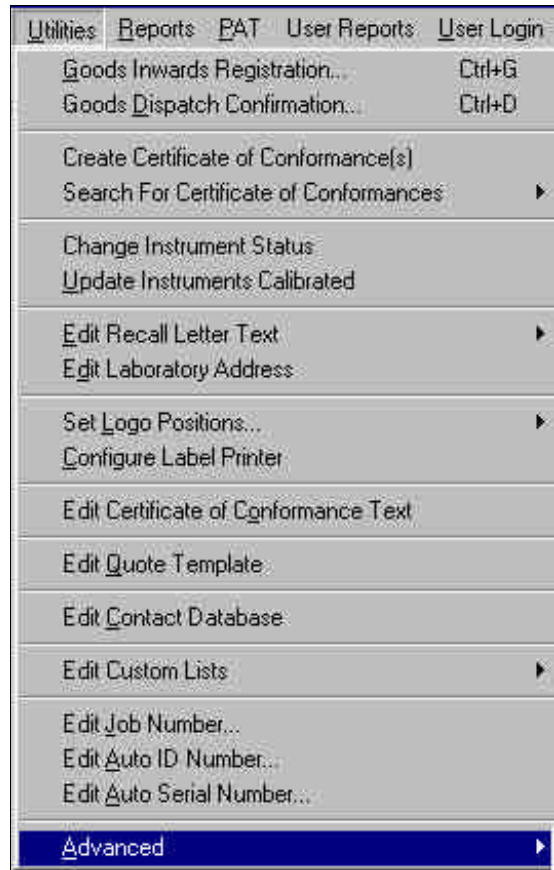 Utilities Reports PAT User Reports User Login
Goods Inwards Registration... Ctrl+G
Goods Dispatch Confirmation... Ctrl+D
Create Certificate of Conformance(s)
Search For Certificate of Conformances
Change Instrument Status
Update Instruments Calibrated
Edit Recall Letter Text
Edit Laboratory Address
Set Logo Positions...
Configure Label Printer
Edit Certificate of Conformance Text
Edit Quote Template
Edit Contact Database
Edit Custom Lists
Edit Job Number...
Edit Auto ID Number...
Edit Auto Serial Number...
Advanced